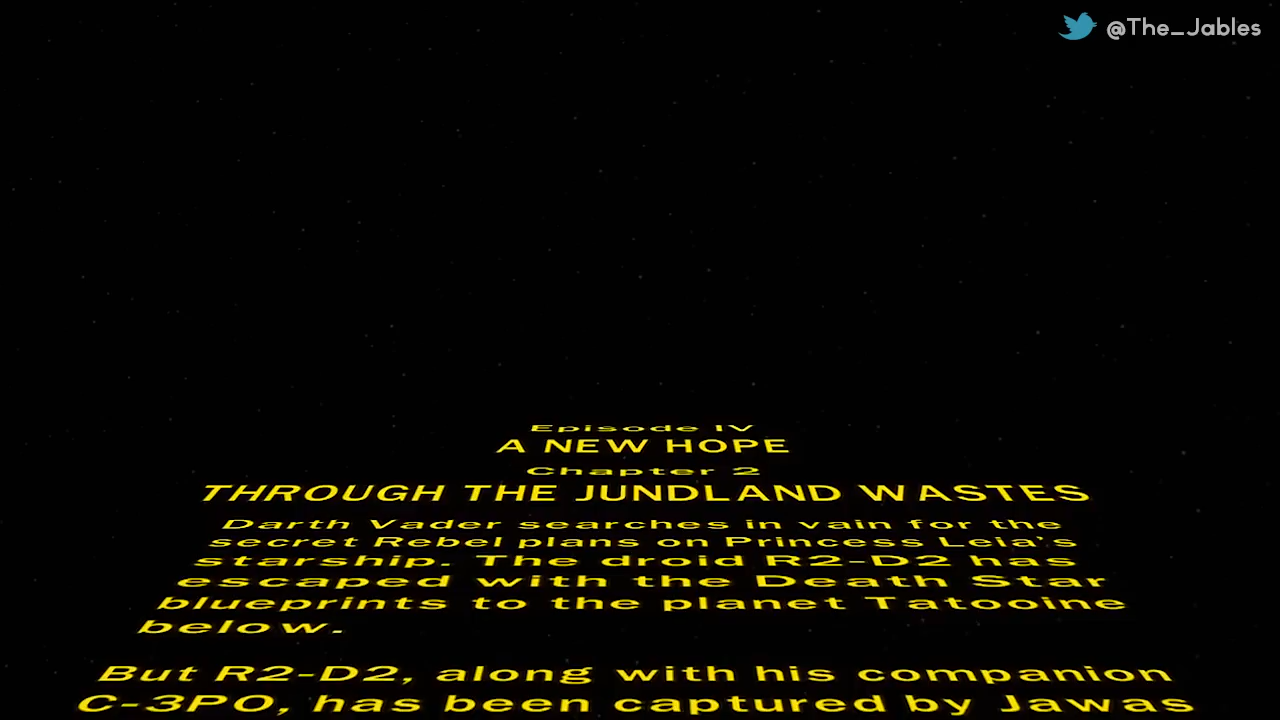 @The_Jables
Episode IV
A NEW HOPE
Chapter 2
THROUGH THE JUNDLAND WASTES
Darth Vader searches in vain for the
secret Rebel plans on Princess Leia's
starship. The droid R2-D2 has
escaped with the Death Star
blueprints to the planet Tatooine
below.
But R2-D2, along with his companion
C-3PO, has been captured by Jawas